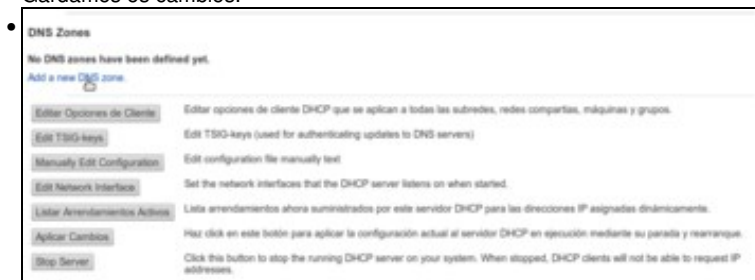 Gardamos os cambios.
DNS Zones
No DNS zones have been defined yet.
Add a new DNS zone.
Editar Opciones de Cliente Editar opciones de cliente DHCP que se aplican a todas las subredes, redes compartias, máquinas y grupos.
Edit TSIG-keys Edit TSIG-keys (used for authenticating updates to DNS servers)
Manually Edit Configuration Edit configuration file manually text
Edit Network Interface Set the network interfaces that the DHCP server listens on when started.
Listar Arrendamientos Activos Lista arrendamientos ahora suministrados por este servidor DHCP para las direcciones IP asignadas dinámicamente.
Aplicar Cambios Haz click en este botón para aplicar la configuración actual al servidor DHCP en ejecución mediante su parada y rearranque.
Stop Server Click this button to stop the running DHCP server on your system. When stopped, DHCP clients will not be able to request IP
addresses.